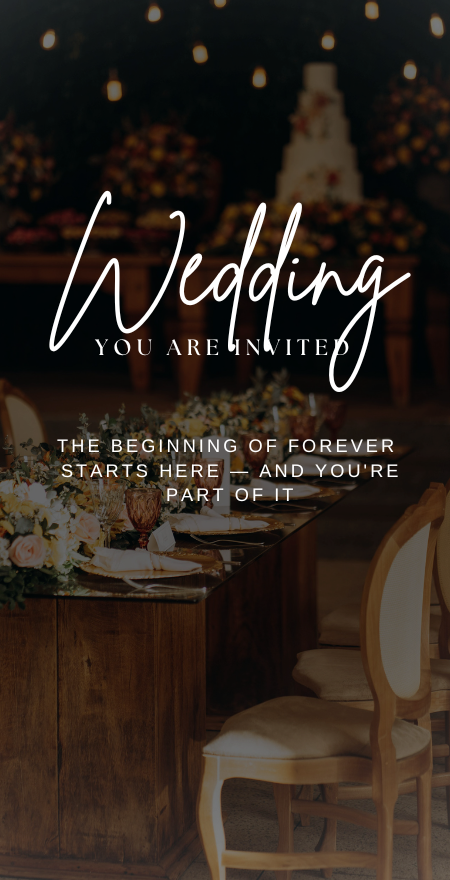 Wedding
YOU ARE INVITED
THE BEGINNING OF FOREVER
STARTS HERE — AND YOU'RE
PART OF IT